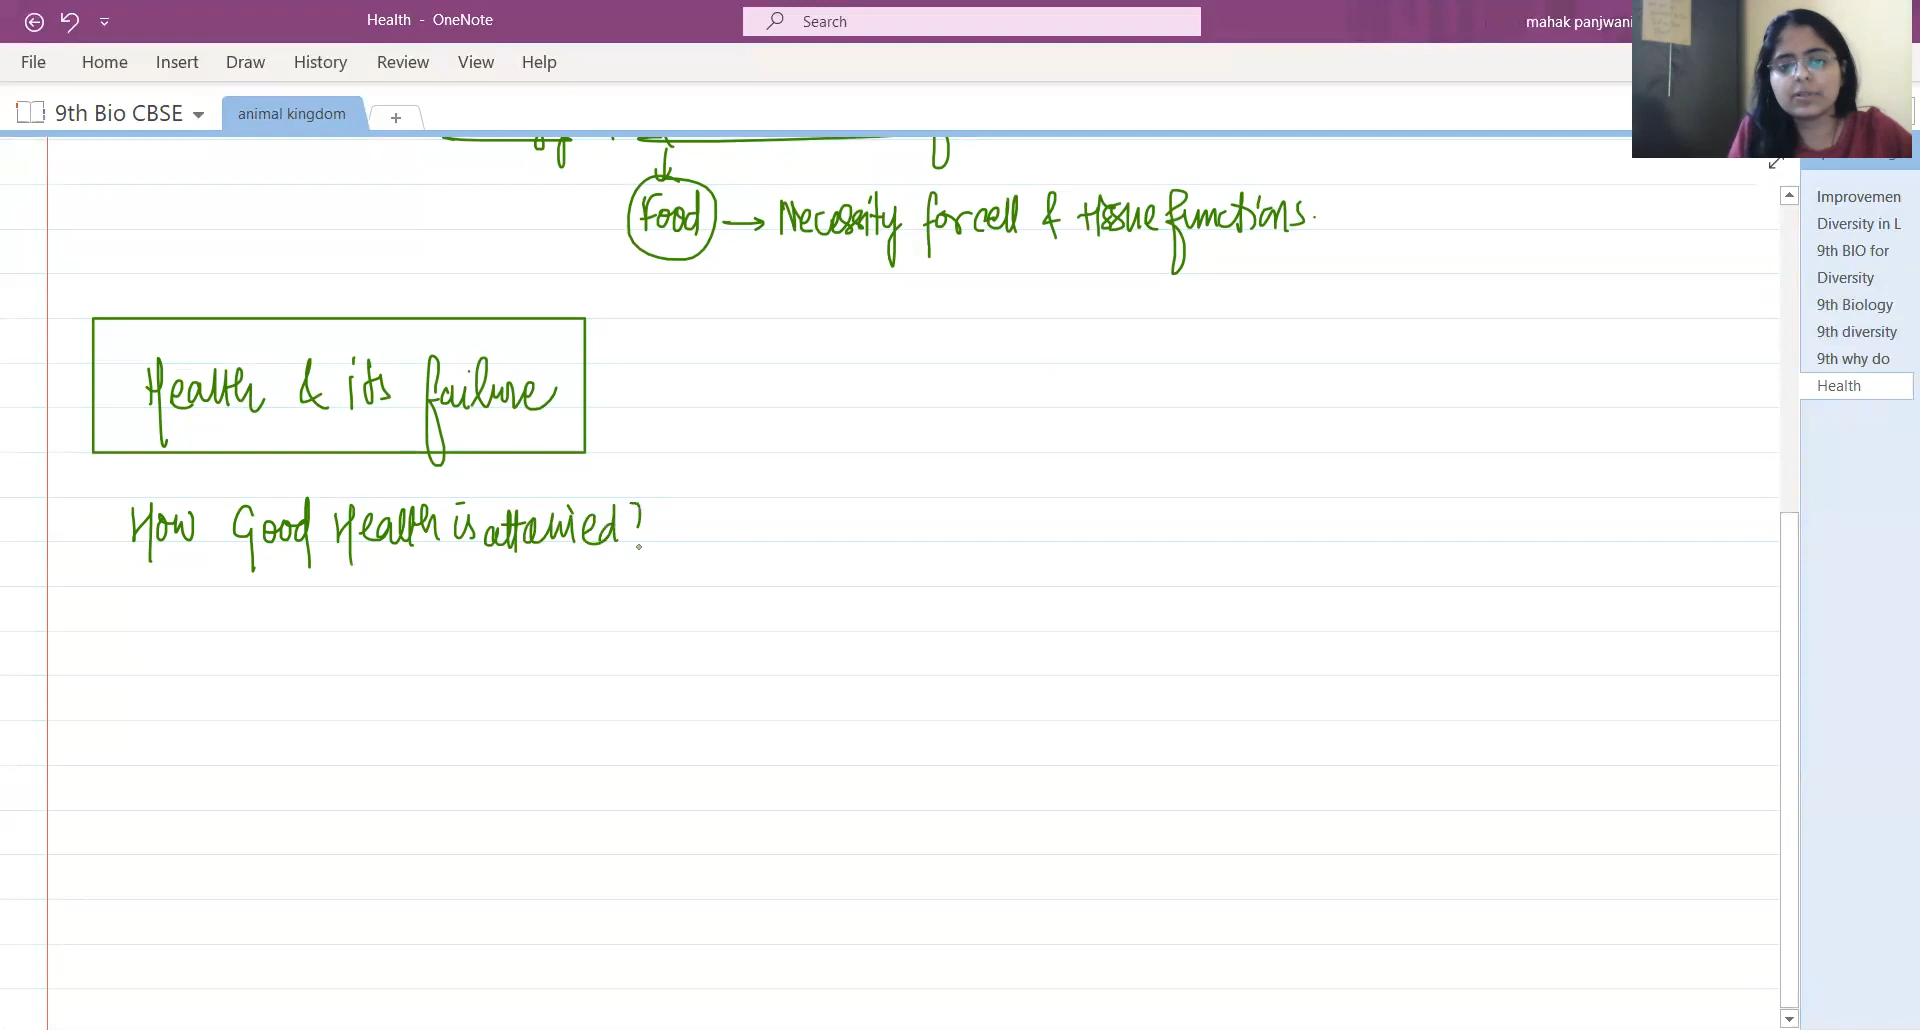 Health - OneNote
Search
mahak panjwani
File Home Insert Draw History Review View Help
9th Bio CBSE
animal kingdom
+
Food → Necessity for cell & tissue functions.
Health & its failure
How Good Health is attained?
Improvemen
Diversity in L
9th BIO for
Diversity
9th Biology
9th diversity
9th why do
Health